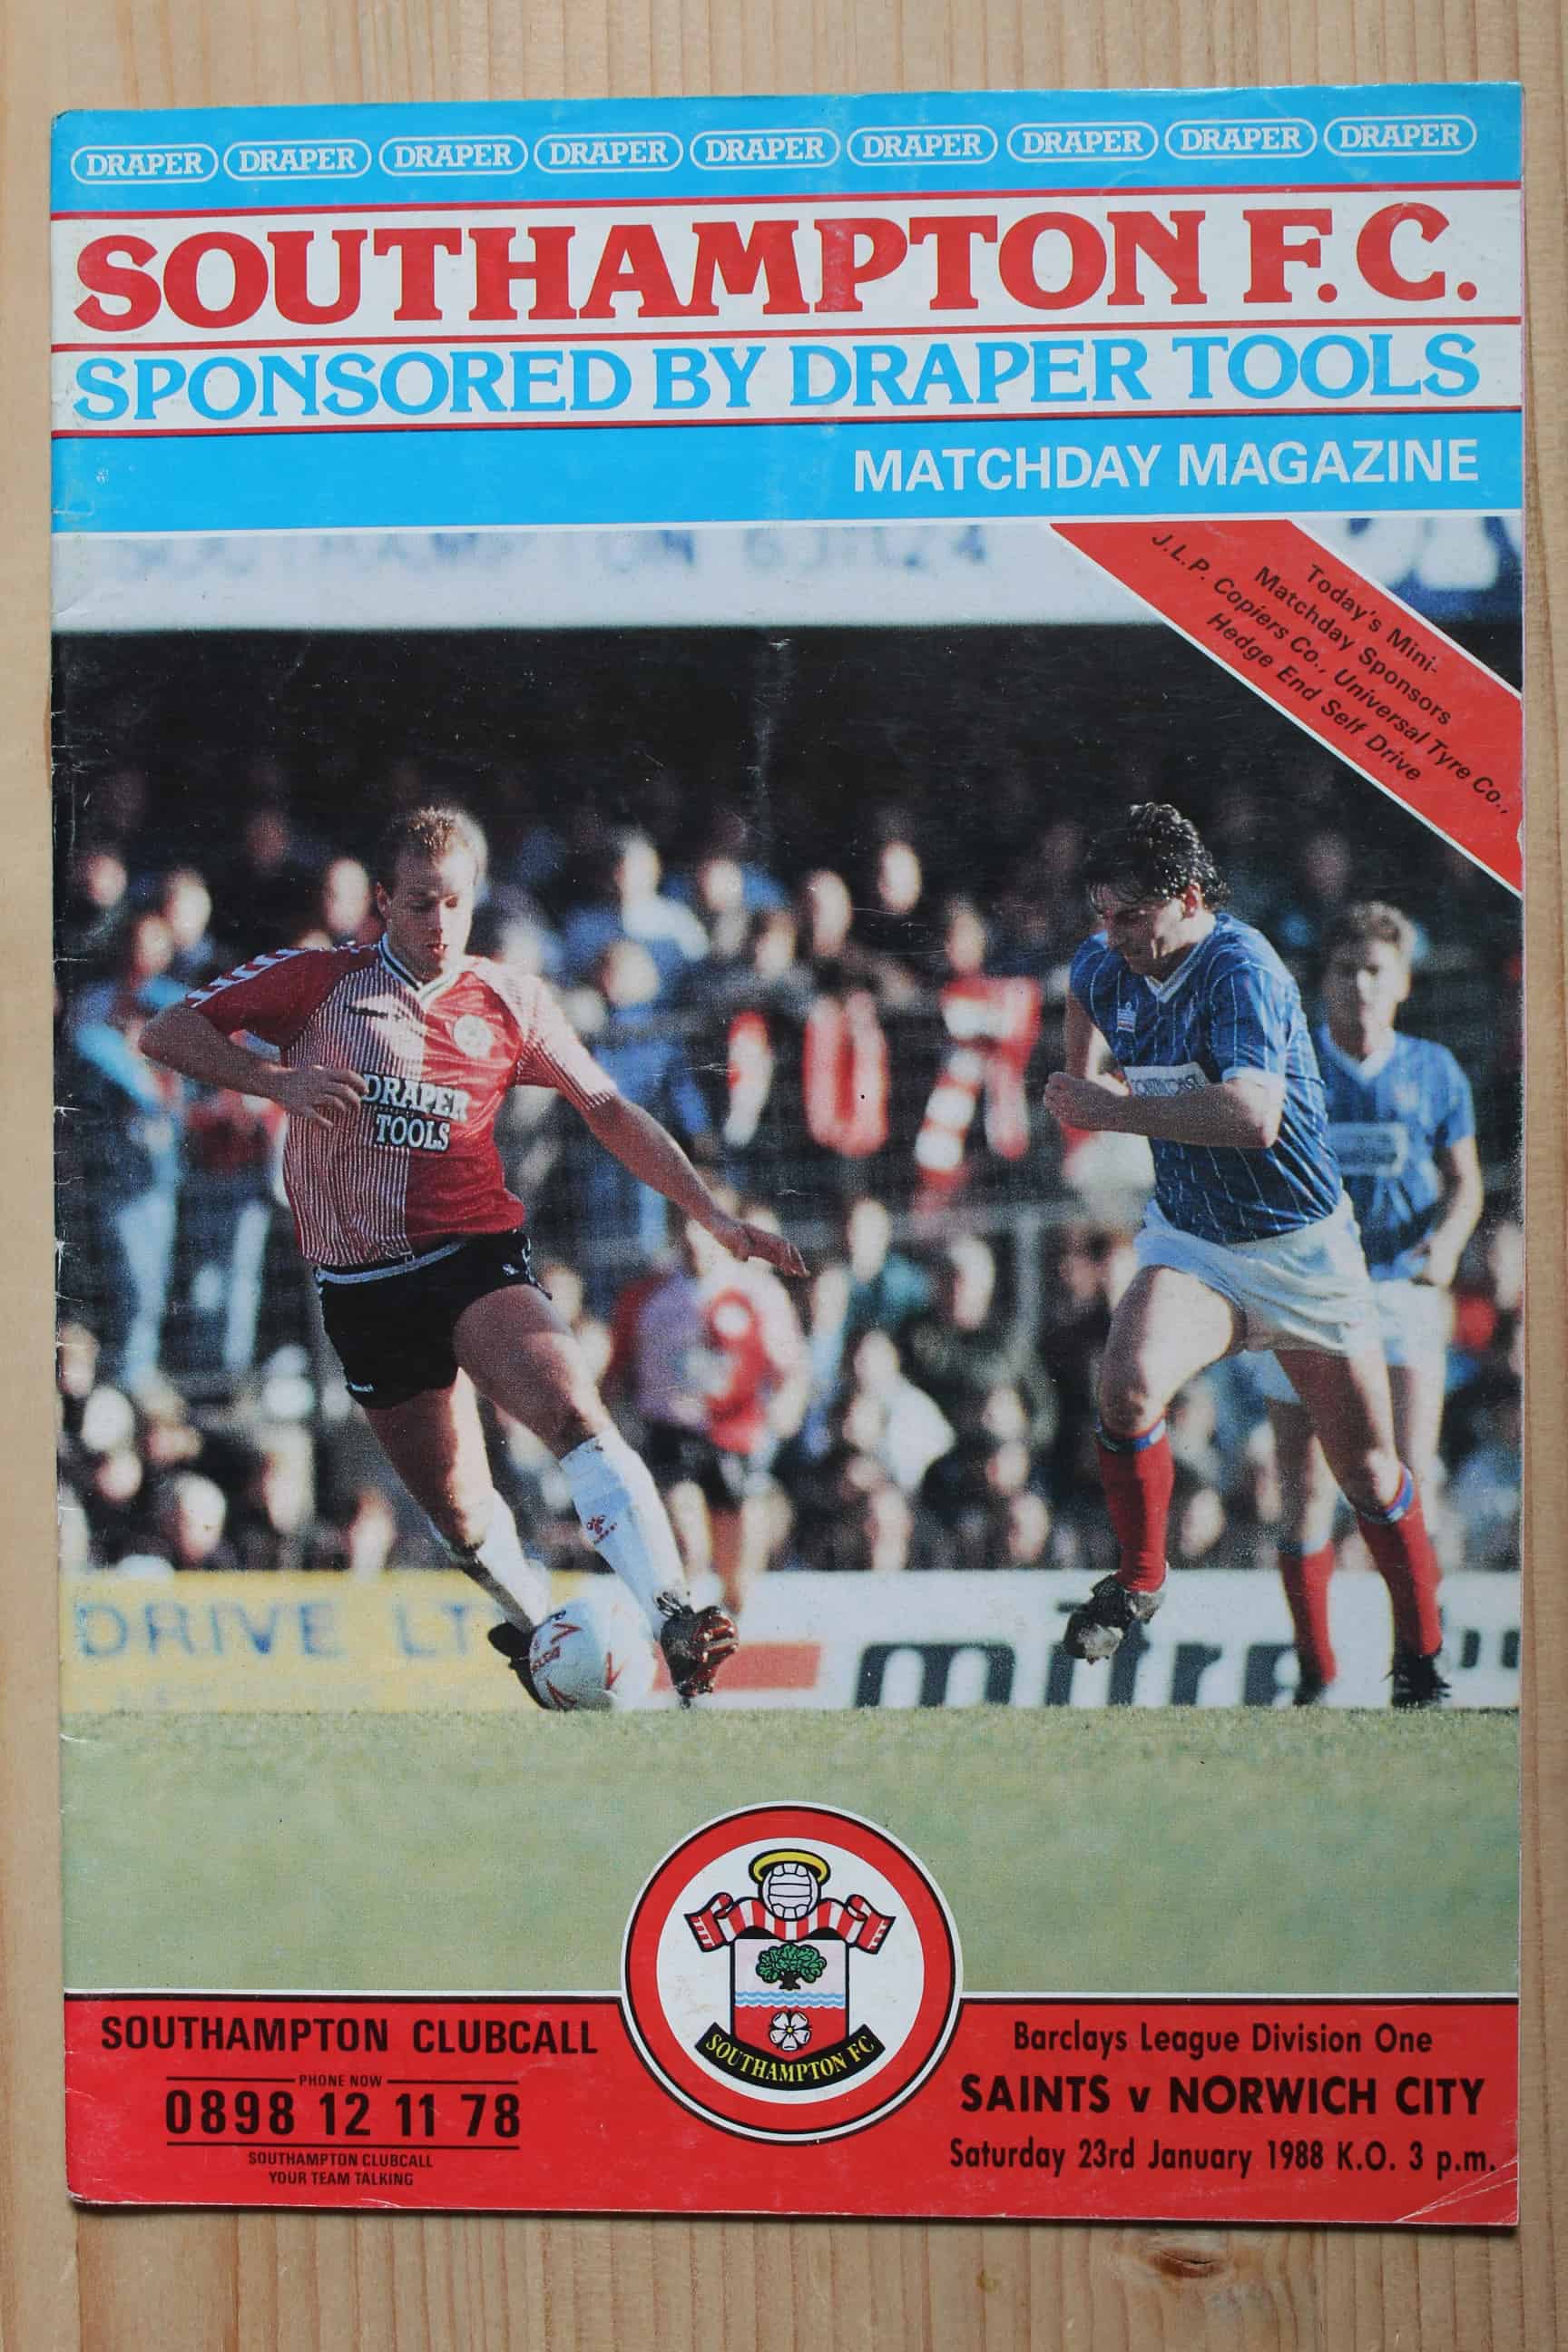 DRAPER DRAPER DRAPER DRAPER DRAPER DRAPER DRAPER DRAPER DRAPER
SOUTHAMPTON F.C.
SPONSORED BY DRAPER TOOLS
MATCHDAY MAGAZINE
Today's Mini-
Matchday Sponsors
J.L.P. Copiers Co., Universal Tyre Co.,
Hedge End Self Drive
DRAPER
TOOLS
DRIVE LT
mitre
SOUTHAMPTON FC
SOUTHAMPTON CLUBCALL
PHONE NOW
0898 12 11 78
SOUTHAMPTON CLUBCALL
YOUR TEAM TALKING
Barclays League Division One
SAINTS v NORWICH CITY
Saturday 23rd January 1988 K.O. 3 p.m.